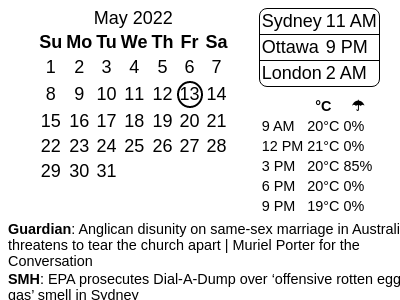 May 2022
Su Mo Tu We Th Fr Sa
1 2 3 4 5 6 7
8 9 10 11 12 13 14
15 16 17 18 19 20 21
22 23 24 25 26 27 28
29 30 31
Sydney 11 AM
Ottawa 9 PM
London 2 AM
°C ☂
9 AM 20°C 0%
12 PM 21°C 0%
3 PM 20°C 85%
6 PM 20°C 0%
9 PM 19°C 0%
Guardian: Anglican disunity on same-sex marriage in Australi
threatens to tear the church apart | Muriel Porter for the
Conversation
SMH: EPA prosecutes Dial-A-Dump over ‘offensive rotten egg
gas’ smell in Sydney